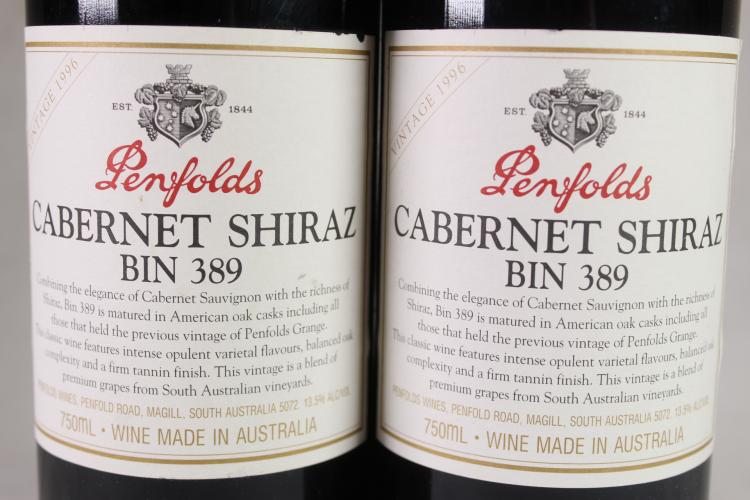 VINTAGE 1996
EST. 1844
Penfolds
CABERNET SHIRAZ
BIN 389
Combining the elegance of Cabernet Sauvignon with the richness of
Shiraz, Bin 389 is matured in American oak casks including all
those that held the previous vintage of Penfolds Grange.
This classic wine features intense opulent varietal flavours, balanced oak
complexity and a firm tannin finish. This vintage is a blend of
premium grapes from South Australian vineyards.
PENFOLDS WINES, PENFOLD ROAD, MAGILL, SOUTH AUSTRALIA 5072. 13.5% ALC/VOL
750ML • WINE MADE IN AUSTRALIA
VINTAGE 1996
EST. 1844
Penfolds
CABERNET SHIRAZ
BIN 389
Combining the elegance of Cabernet Sauvignon with the richness of
Shiraz, Bin 389 is matured in American oak casks including all
those that held the previous vintage of Penfolds Grange.
This classic wine features intense opulent varietal flavours, balanced oak
complexity and a firm tannin finish. This vintage is a blend of
premium grapes from South Australian vineyards.
PENFOLDS WINES, PENFOLD ROAD, MAGILL, SOUTH AUSTRALIA 5072. 13.5% ALC/VOL
750ML • WINE MADE IN AUSTRALIA